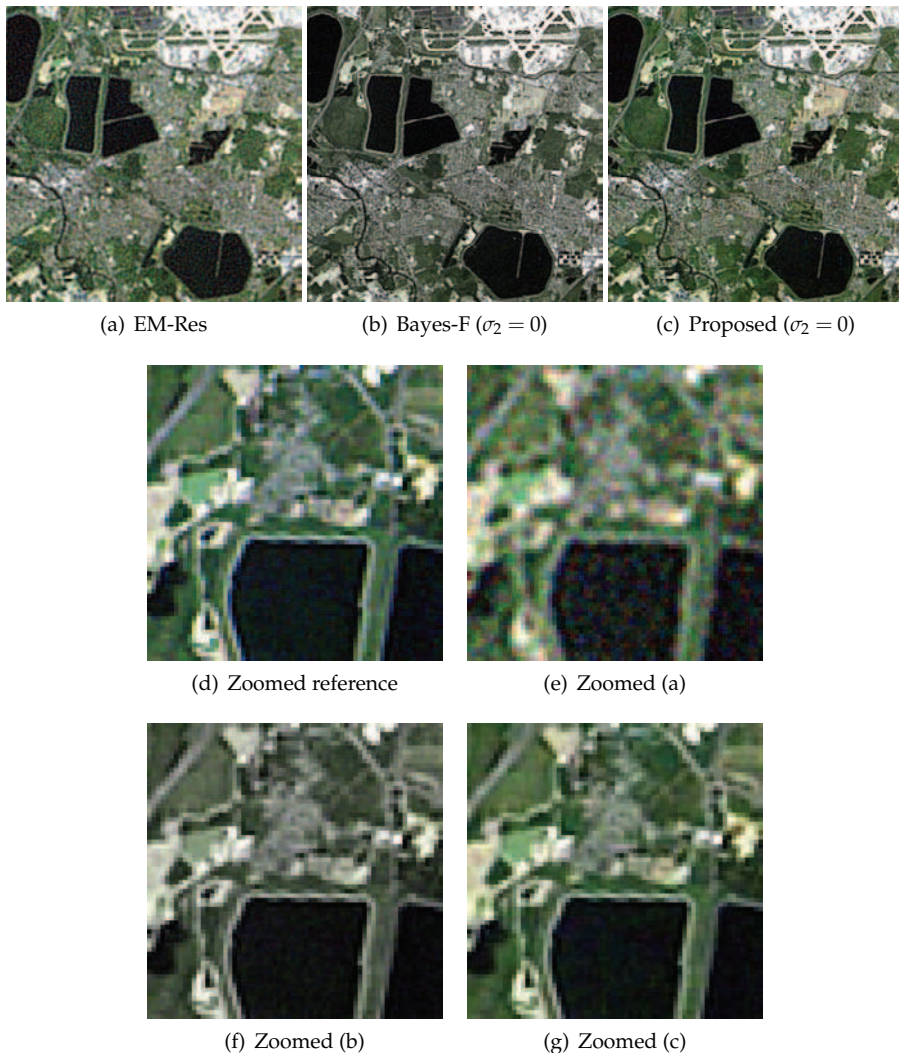 (a) EM-Res
(b) Bayes-F (σ₂ = 0)
(c) Proposed (σ₂ = 0)
(d) Zoomed reference
(e) Zoomed (a)
(f) Zoomed (b)
(g) Zoomed (c)